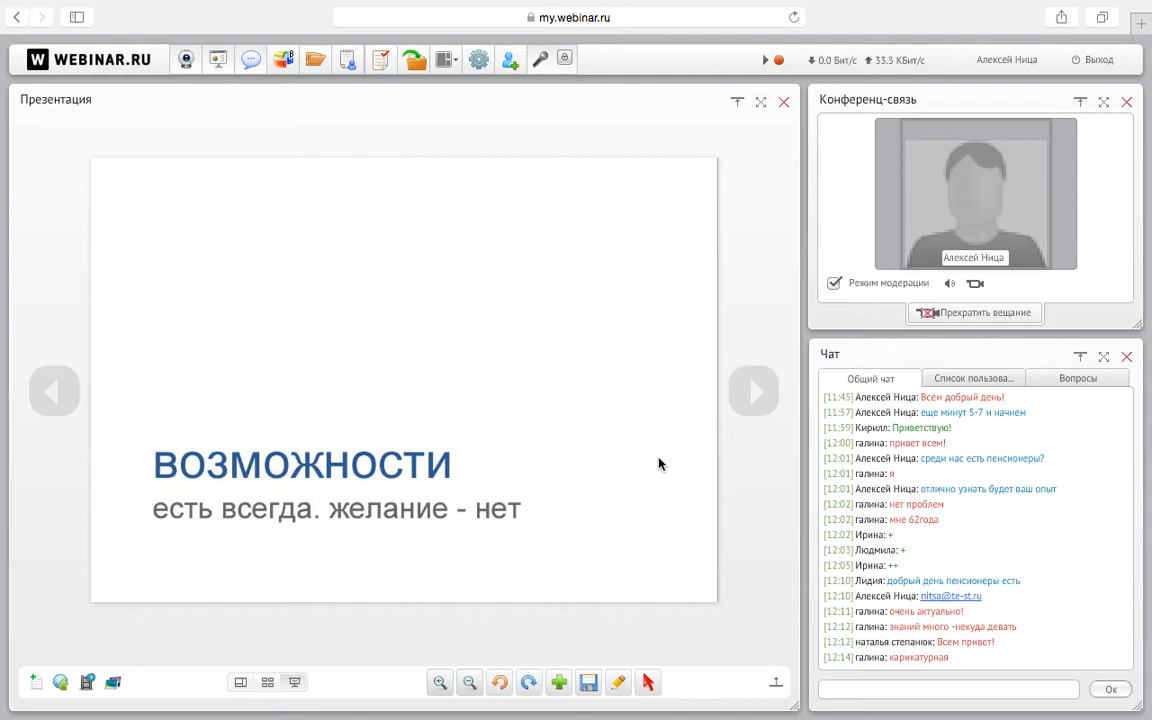 my.webinar.ru
WEBINAR.RU
0.0 Бит/с
33.3 КБит/с
Алексей Ница
Выход
Презентация
ВОЗМОЖНОСТИ
есть всегда. желание - нет
Конференц-связь
Алексей Ница
Режим модерации
Прекратить вещание
Чат
Общий чат
Список пользова...
Вопросы
[11:45] Алексей Ница: Всем добрый день!
[11:57] Алексей Ница: еще минут 5-7 и начнем
[11:59] Кирилл: Приветствую!
[12:00] галина: привет всем!
[12:01] Алексей Ница: среди нас есть пенсионеры?
[12:01] галина: я
[12:01] Алексей Ница: отлично узнать будет ваш опыт
[12:02] галина: нет проблем
[12:02] галина: мне 62года
[12:02] Ирина: +
[12:03] Людмила: +
[12:05] Ирина: ++
[12:10] Лидия: добрый день пенсионеры есть
[12:10] Алексей Ница: nitsa@te-st.ru
[12:11] галина: очень актуально!
[12:12] галина: знаний много -нехуда девать
[12:12] наталья степанюк: Всем привет!
[12:14] галина: карикатурная
Ок